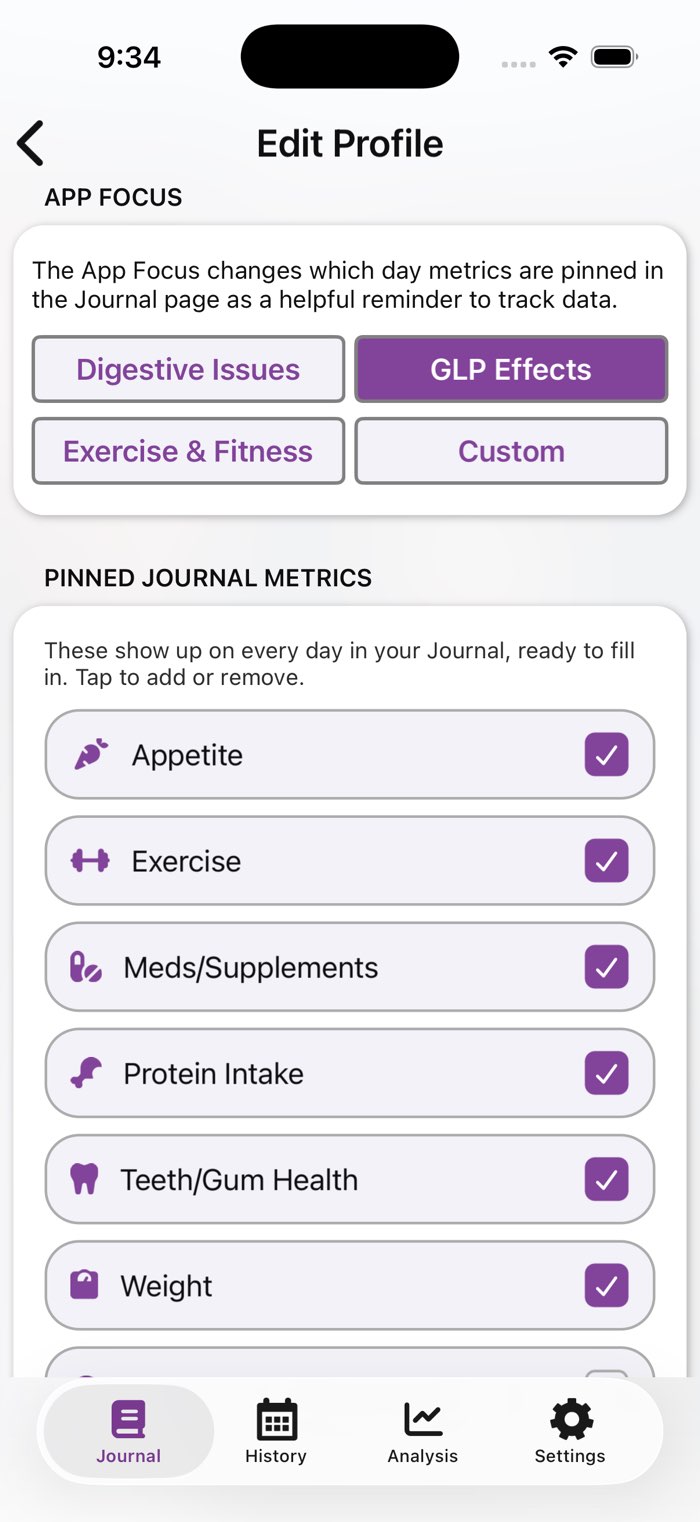 9:34
Edit Profile
APP FOCUS
The App Focus changes which day metrics are pinned in
the Journal page as a helpful reminder to track data.
Digestive Issues
GLP Effects
Exercise & Fitness
Custom
PINNED JOURNAL METRICS
These show up on every day in your Journal, ready to fill
in. Tap to add or remove.
Appetite
Exercise
Meds/Supplements
Protein Intake
Teeth/Gum Health
Weight
Journal
History
Analysis
Settings